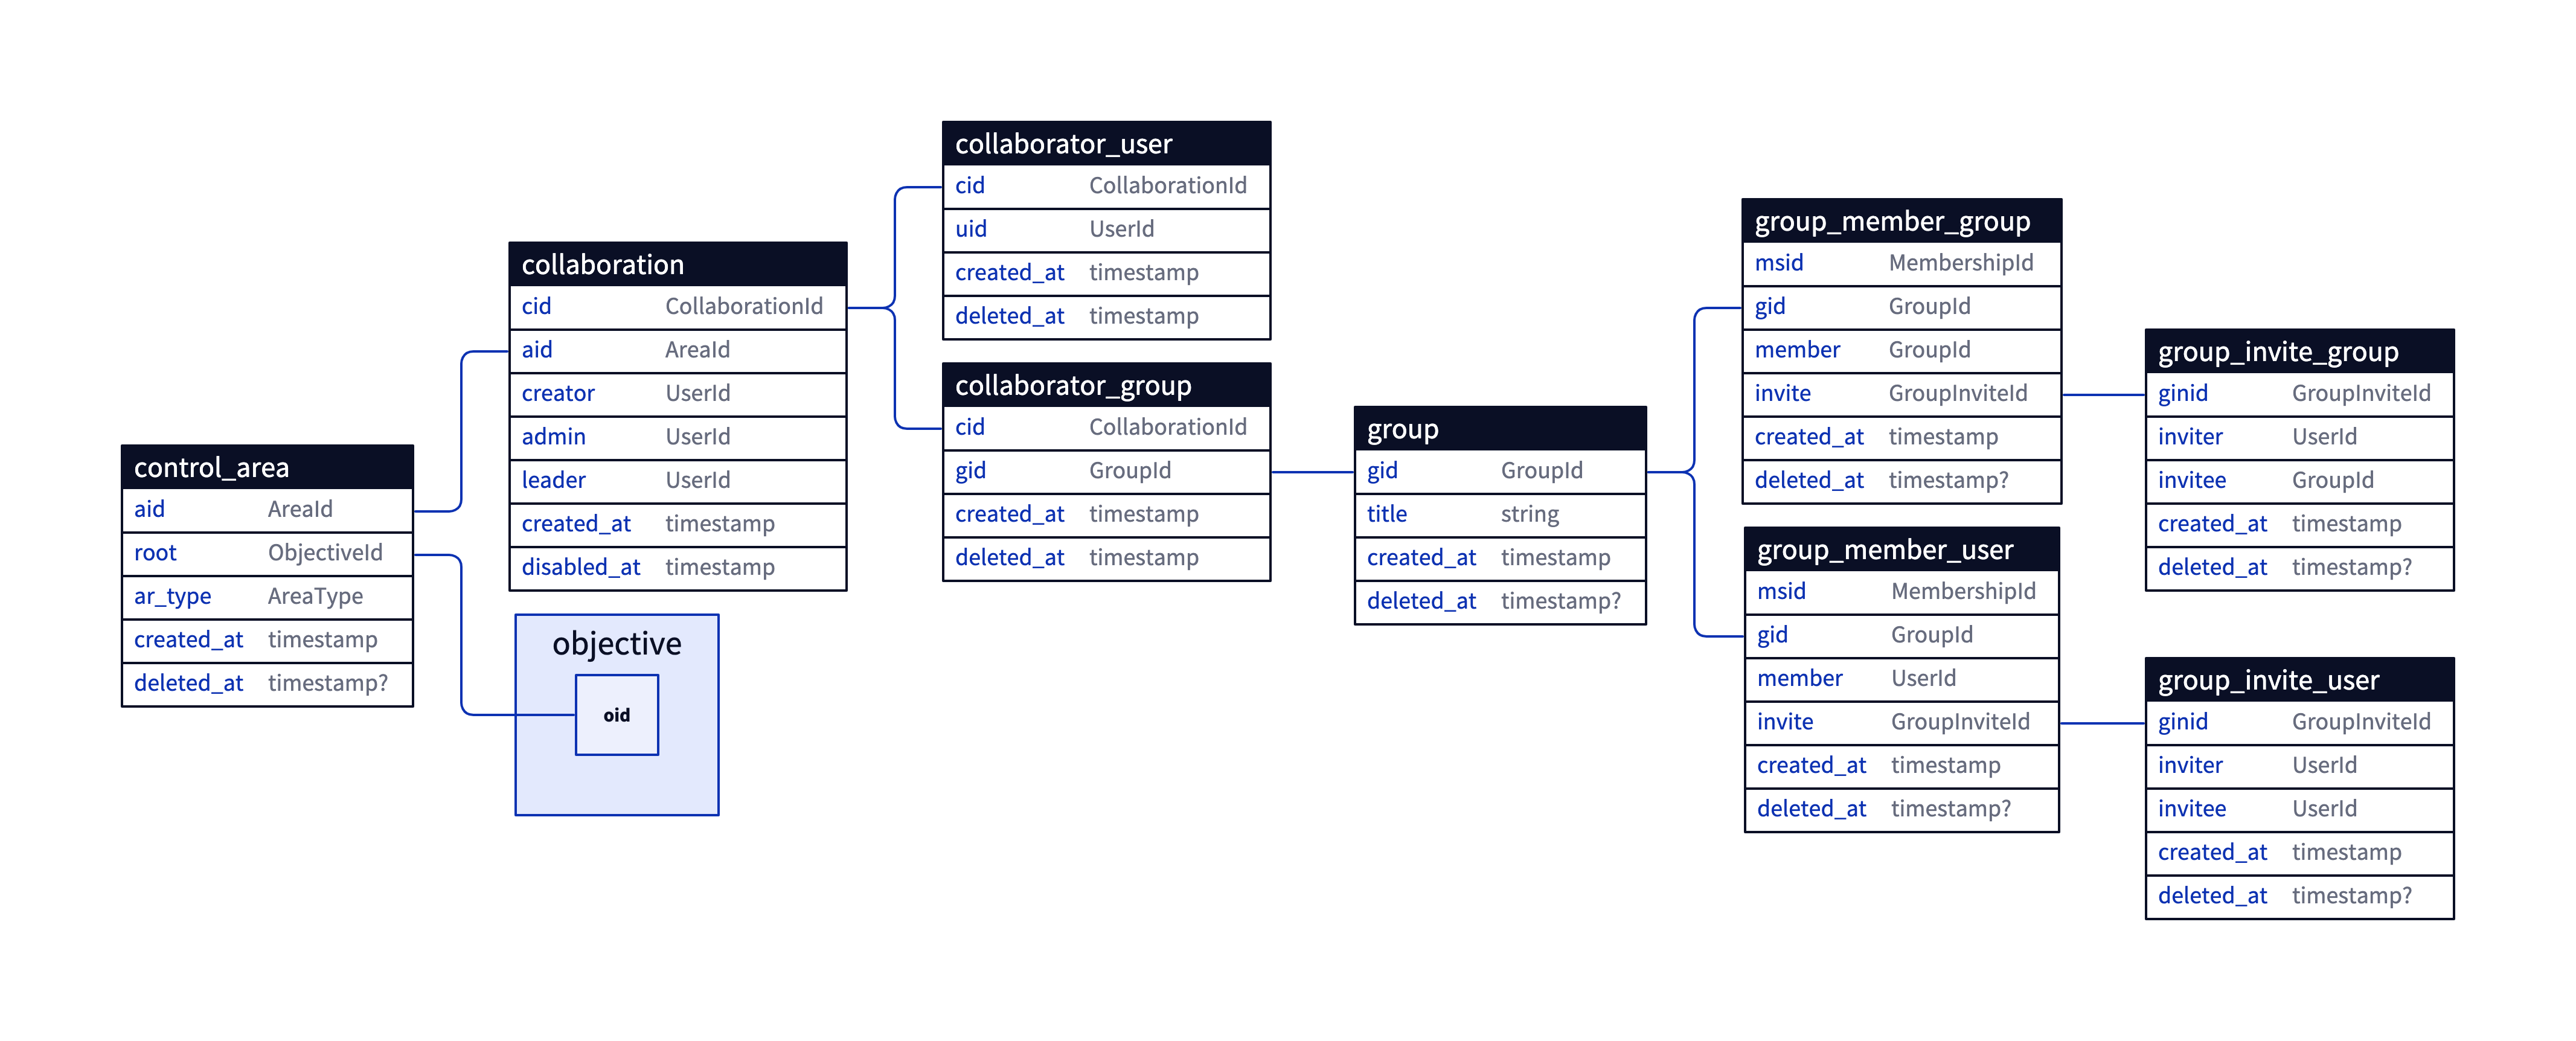 control_area
aid AreaId
root ObjectiveId
ar_type AreaType
created_at timestamp
deleted_at timestamp?
collaboration
cid CollaborationId
aid AreaId
creator UserId
admin UserId
leader UserId
created_at timestamp
disabled_at timestamp
objective
oid
collaborator_user
cid CollaborationId
uid UserId
created_at timestamp
deleted_at timestamp
collaborator_group
cid CollaborationId
gid GroupId
created_at timestamp
deleted_at timestamp
group
gid GroupId
title string
created_at timestamp
deleted_at timestamp?
group_member_group
msid MembershipId
gid GroupId
member GroupId
invite GroupInviteId
created_at timestamp
deleted_at timestamp?
group_member_user
msid MembershipId
gid GroupId
member UserId
invite GroupInviteId
created_at timestamp
deleted_at timestamp?
group_invite_group
ginid GroupInviteId
inviter UserId
invitee GroupId
created_at timestamp
deleted_at timestamp?
group_invite_user
ginid GroupInviteId
inviter UserId
invitee UserId
created_at timestamp
deleted_at timestamp?